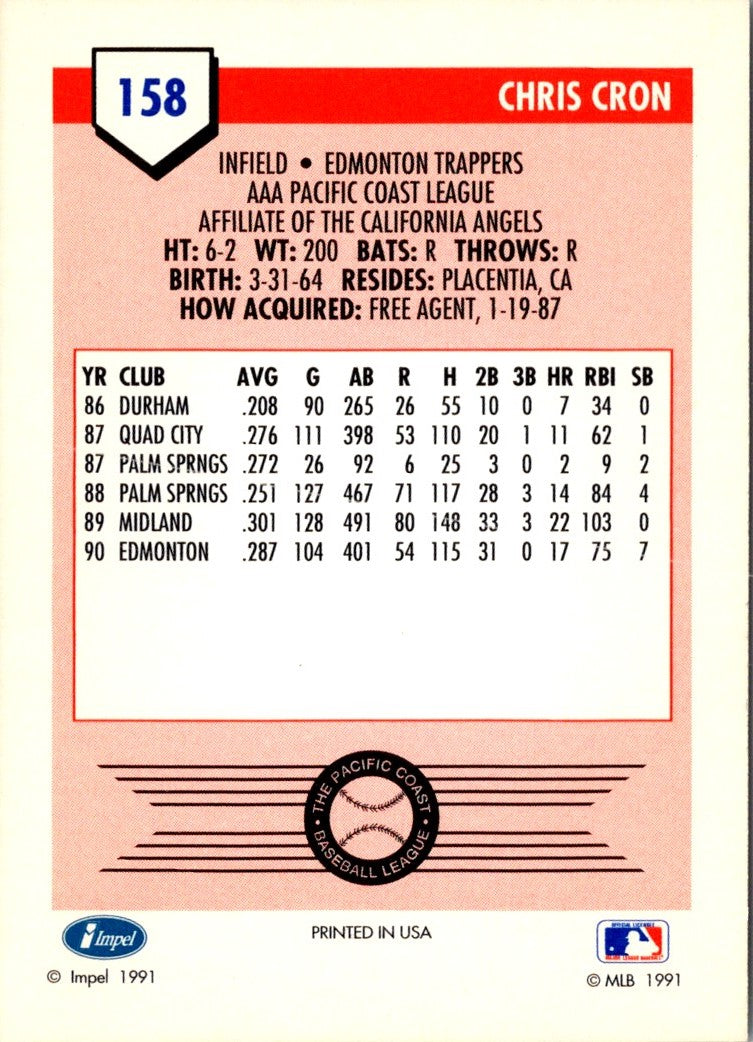 158
CHRIS CRON
INFIELD • EDMONTON TRAPPERS
AAA PACIFIC COAST LEAGUE
AFFILIATE OF THE CALIFORNIA ANGELS
HT: 6-2 WT: 200 BATS: R THROWS: R
BIRTH: 3-31-64 RESIDES: PLACENTIA, CA
HOW ACQUIRED: FREE AGENT, 1-19-87
YR CLUB AVG G AB R H 2B 3B HR RBI SB
86 DURHAM .208 90 265 26 55 10 0 7 34 0
87 QUAD CITY .276 111 398 53 110 20 1 11 62 1
87 PALM SPRNGS .272 26 92 6 25 3 0 2 9 2
88 PALM SPRNGS .251 127 467 71 117 28 3 14 84 4
89 MIDLAND .301 128 491 80 148 33 3 22 103 0
90 EDMONTON .287 104 401 54 115 31 0 17 75 7
• THE PACIFIC COAST •
BASEBALL LEAGUE
Impel
PRINTED IN USA
OFFICIAL LICENSEE
MAJOR LEAGUE BASEBALL
© Impel 1991
© MLB 1991